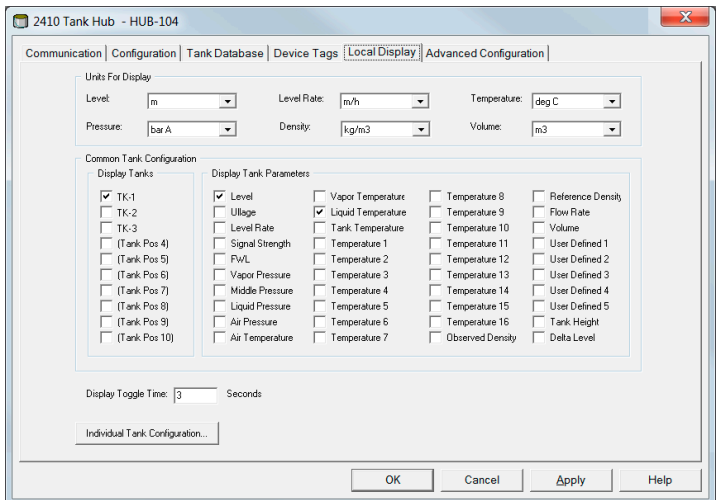 2410 Tank Hub - HUB-104
X
Communication Configuration Tank Database Device Tags Local Display Advanced Configuration
Units For Display
Level: m Level Rate: m/h Temperature: deg C
Pressure: bar A Density: kg/m3 Volume: m3
Common Tank Configuration
Display Tanks Display Tank Parameters
TK-1 Level Vapor Temperature Temperature 8 Reference Density
TK-2 Ullage Liquid Temperature Temperature 9 Flow Rate
TK-3 Level Rate Tank Temperature Temperature 10 Volume
(Tank Pos 4) Signal Strength Temperature 1 Temperature 11 User Defined 1
(Tank Pos 5) FWL Temperature 2 Temperature 12 User Defined 2
(Tank Pos 6) Vapor Pressure Temperature 3 Temperature 13 User Defined 3
(Tank Pos 7) Middle Pressure Temperature 4 Temperature 14 User Defined 4
(Tank Pos 8) Liquid Pressure Temperature 5 Temperature 15 User Defined 5
(Tank Pos 9) Air Pressure Temperature 6 Temperature 16 Tank Height
(Tank Pos 10) Air Temperature Temperature 7 Observed Density Delta Level
Display Toggle Time: 3 Seconds
Individual Tank Configuration...
OK Cancel Apply Help